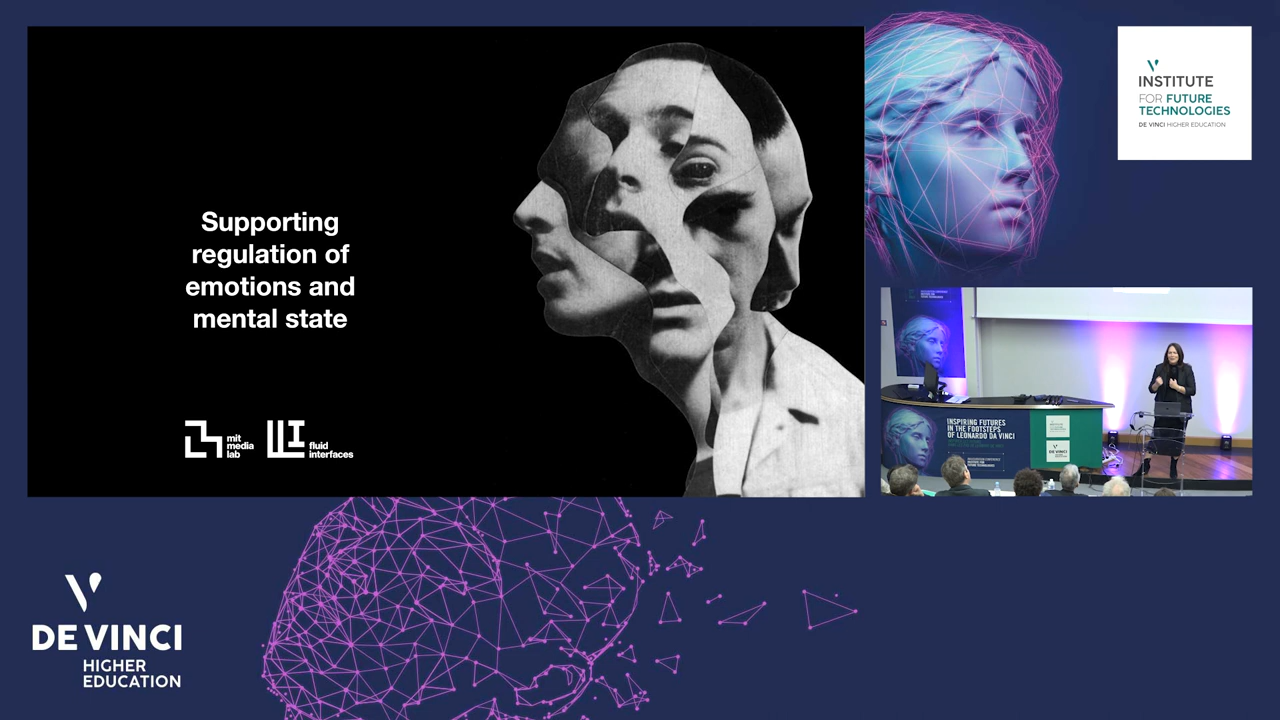 Supporting
regulation of
emotions and
mental state
mit
media
lab
fluid
interfaces
INSTITUTE
FOR FUTURE
TECHNOLOGIES
DE VINCI HIGHER EDUCATION
INSPIRING FUTURES
IN THE FOOTSTEPS
OF LEONARDO DA VINCI
DE VINCI
HIGHER
EDUCATION